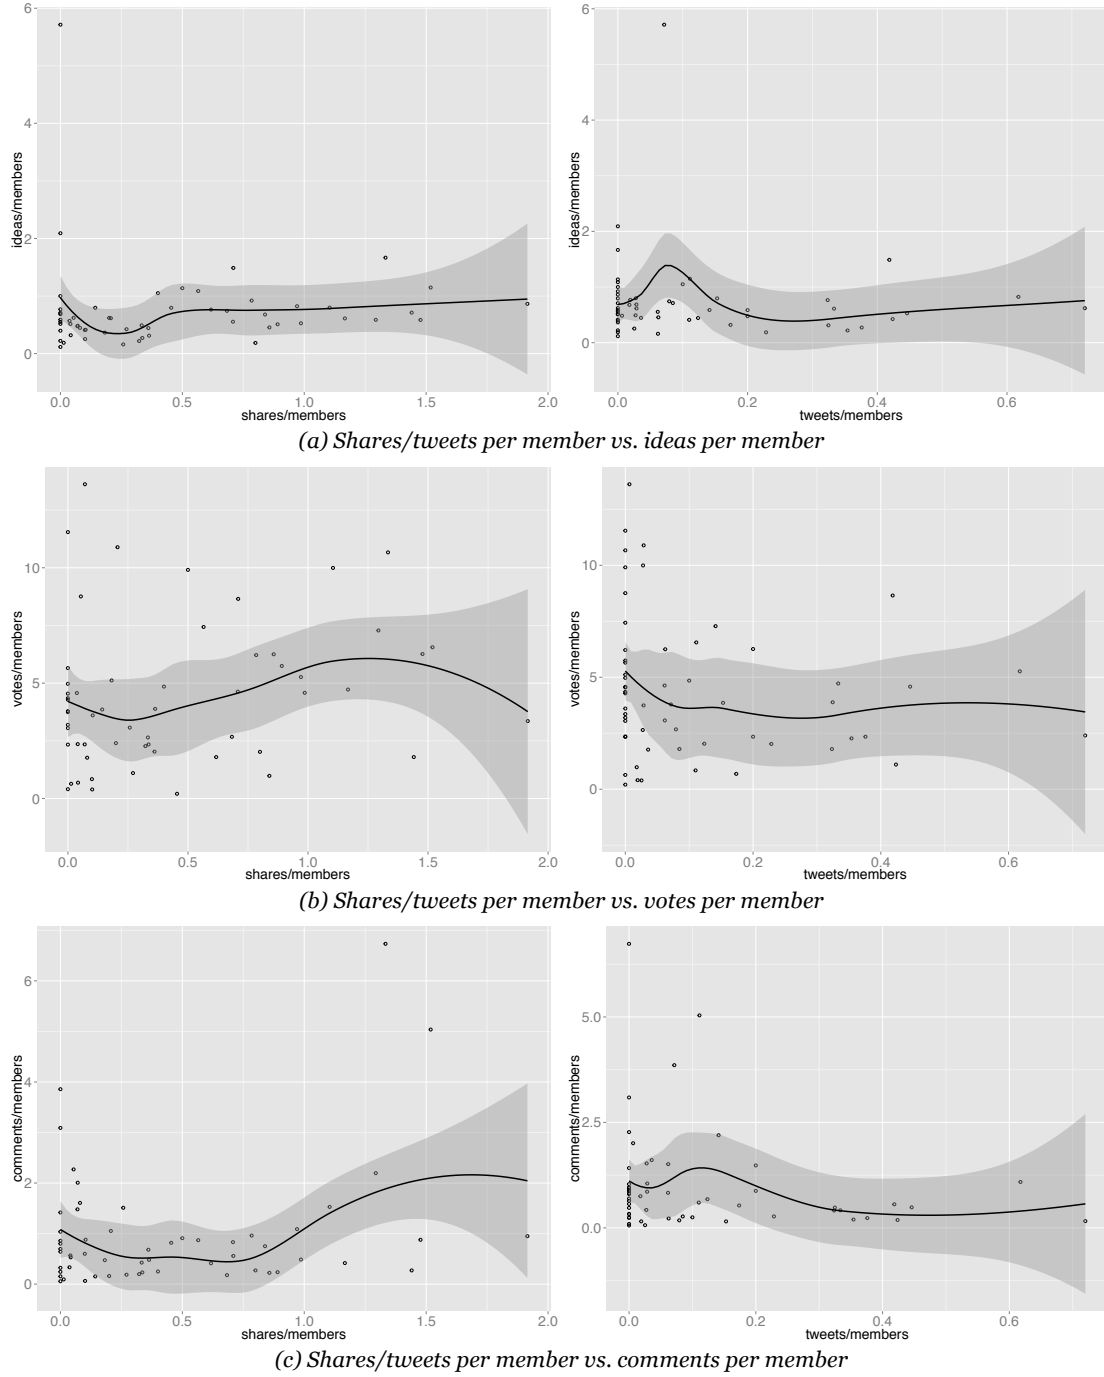 6
4
2
0
ideas/members
0.0 0.5 1.0 1.5 2.0
shares/members
6
4
2
0
ideas/members
0.0 0.2 0.4 0.6
tweets/members
(a) Shares/tweets per member vs. ideas per member
10
5
0
votes/members
0.0 0.5 1.0 1.5 2.0
shares/members
10
5
0
votes/members
0.0 0.2 0.4 0.6
tweets/members
(b) Shares/tweets per member vs. votes per member
6
4
2
0
comments/members
0.0 0.5 1.0 1.5 2.0
shares/members
5.0
2.5
0.0
comments/members
0.0 0.2 0.4 0.6
tweets/members
(c) Shares/tweets per member vs. comments per member